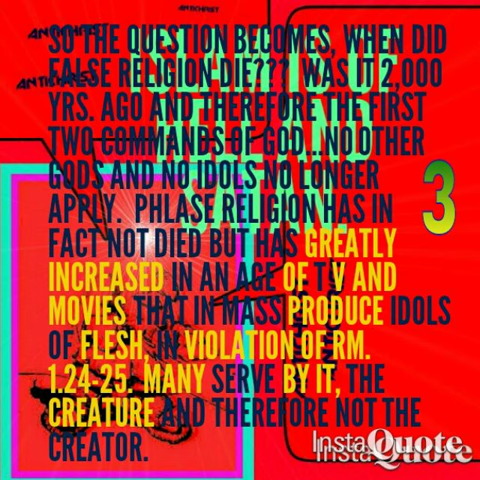 ANTICHRIST
ANTICHRIST
ANTICHRIST
SO THE QUESTION BECOMES, WHEN DID
FALSE RELIGION DIE??? WAS IT 2,000
YRS. AGO AND THEREFORE THE FIRST
TWO COMMANDS OF GOD...NO OTHER
GODS AND NO IDOLS NO LONGER
APPLY. PHLASE RELIGION HAS IN
FACT NOT DIED BUT HAS GREATLY
INCREASED IN AN AGE OF TV AND
MOVIES THAT IN MASS PRODUCE IDOLS
OF FLESH, IN VIOLATION OF RM.
1.24-25. MANY SERVE BY IT, THE
CREATURE AND THEREFORE NOT THE
CREATOR.
3
InstaQuote
InstaQuote